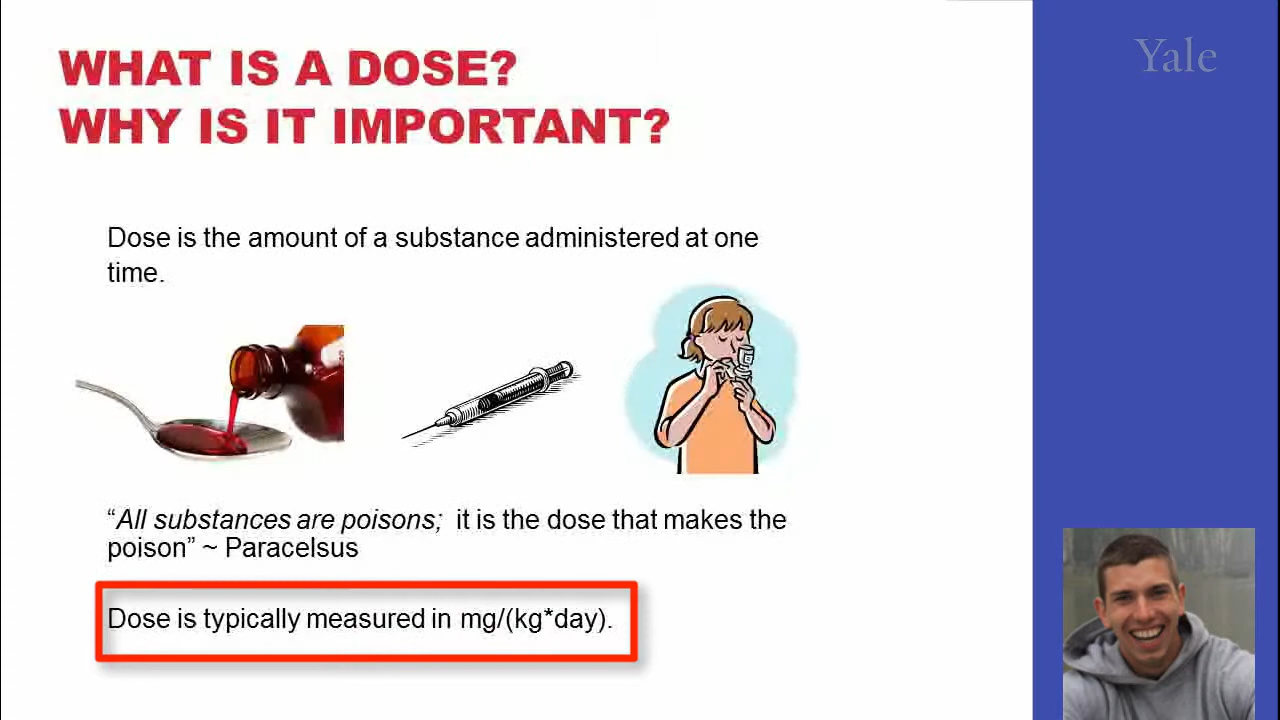 WHAT IS A DOSE?
WHY IS IT IMPORTANT?
Yale
Dose is the amount of a substance administered at one
time.
“All substances are poisons;  it is the dose that makes the
poison” ~ Paracelsus
Dose is typically measured in mg/(kg*day).